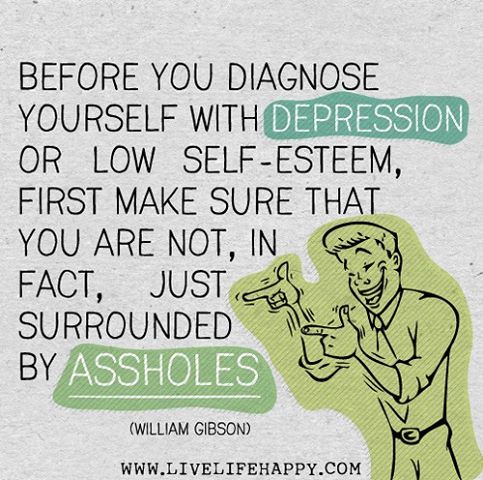 BEFORE YOU DIAGNOSE
YOURSELF WITH DEPRESSION
OR LOW SELF-ESTEEM,
FIRST MAKE SURE THAT
YOU ARE NOT, IN
FACT, JUST
SURROUNDED
BY ASSHOLES
(WILLIAM GIBSON)
WWW.LIVELIFEHAPPY.COM